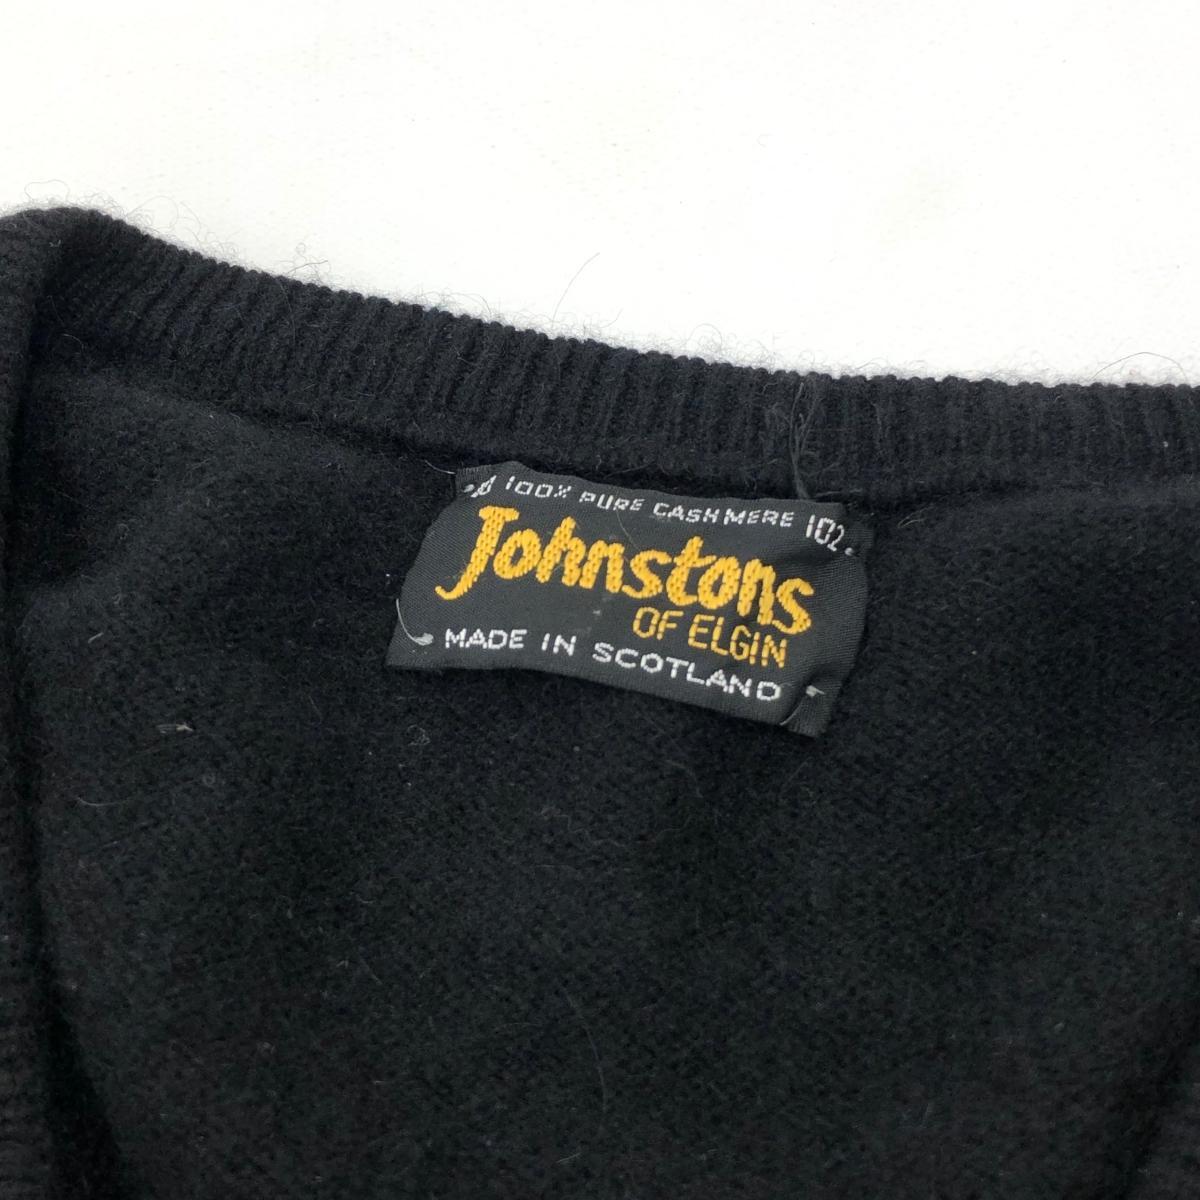 100% PURE CASHMERE 102
Johnstons
OF ELGIN
MADE IN SCOTLAND